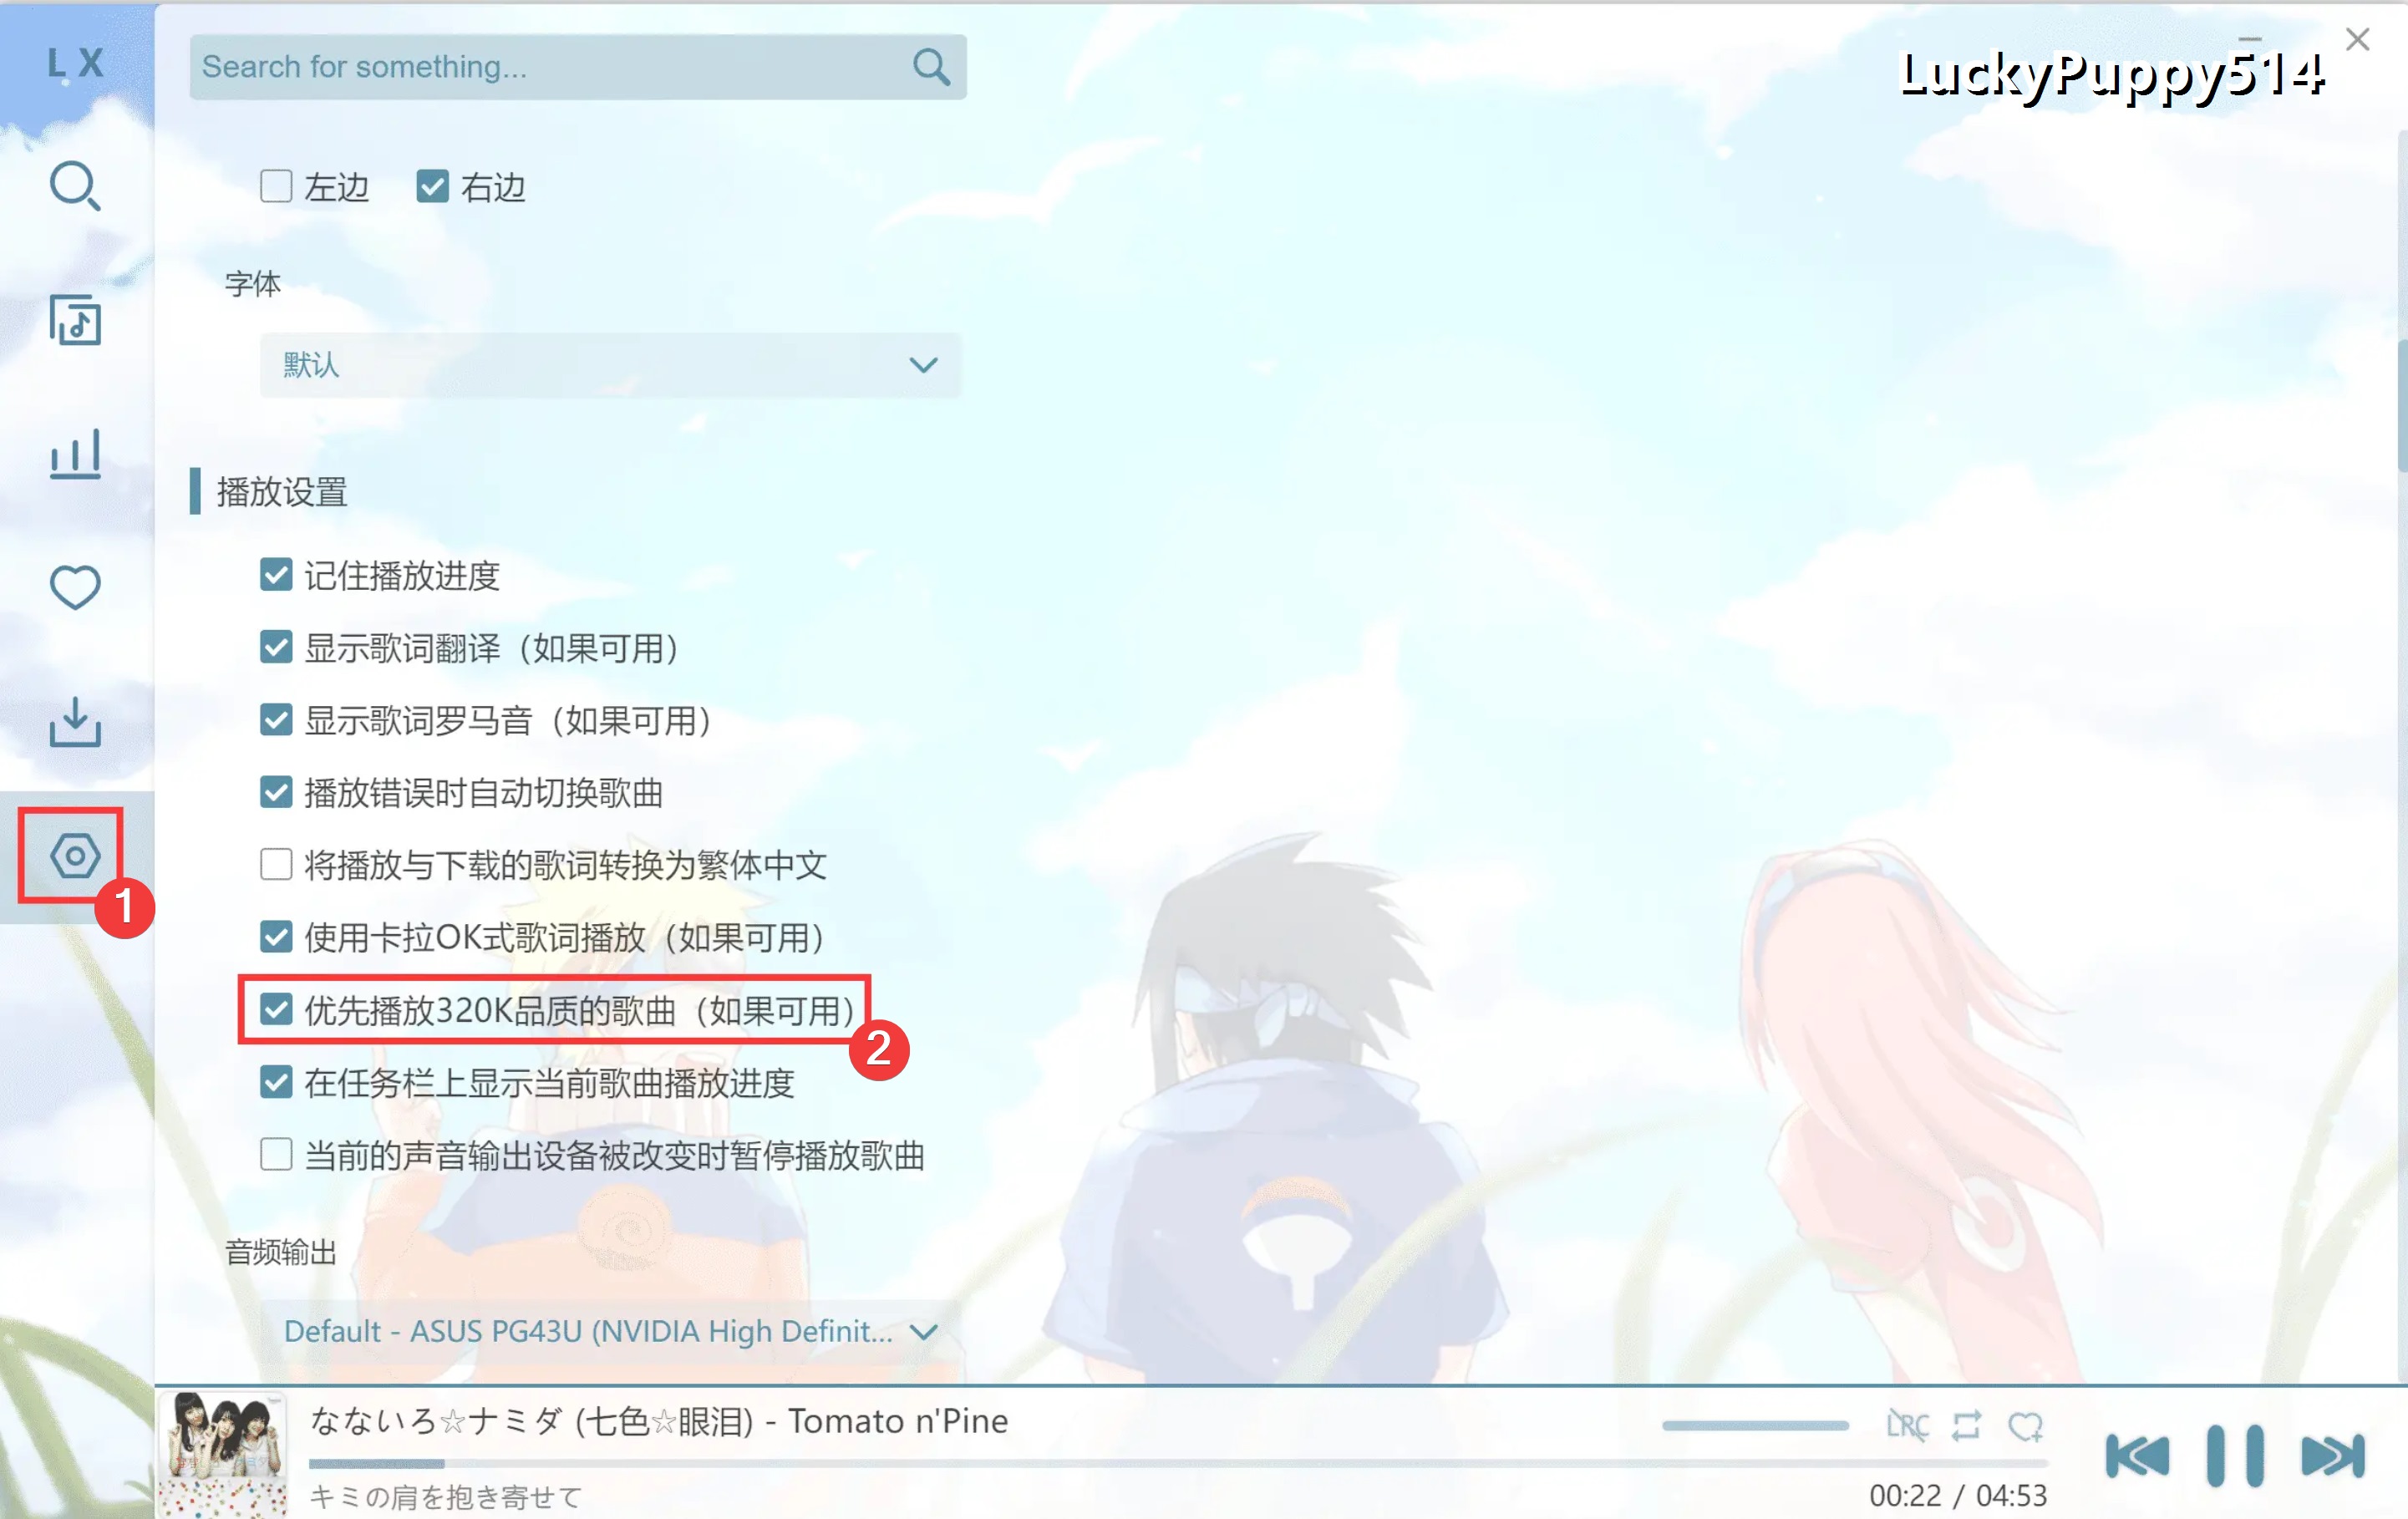 L X
Search for something...
LuckyPuppy514
左边 右边
字体
默认
播放设置
记住播放进度
显示歌词翻译（如果可用）
显示歌词罗马音（如果可用）
播放错误时自动切换歌曲
1
将播放与下载的歌词转换为繁体中文
使用卡拉OK式歌词播放（如果可用）
优先播放320K品质的歌曲（如果可用）
2
在任务栏上显示当前歌曲播放进度
当前的声音输出设备被改变时暂停播放歌曲
音频输出
Default - ASUS PG43U (NVIDIA High Definit...
なないろ☆ナミダ (七色☆眼泪) - Tomato n'Pine
LRC
キミの肩を抱き寄せて
00:22 / 04:53